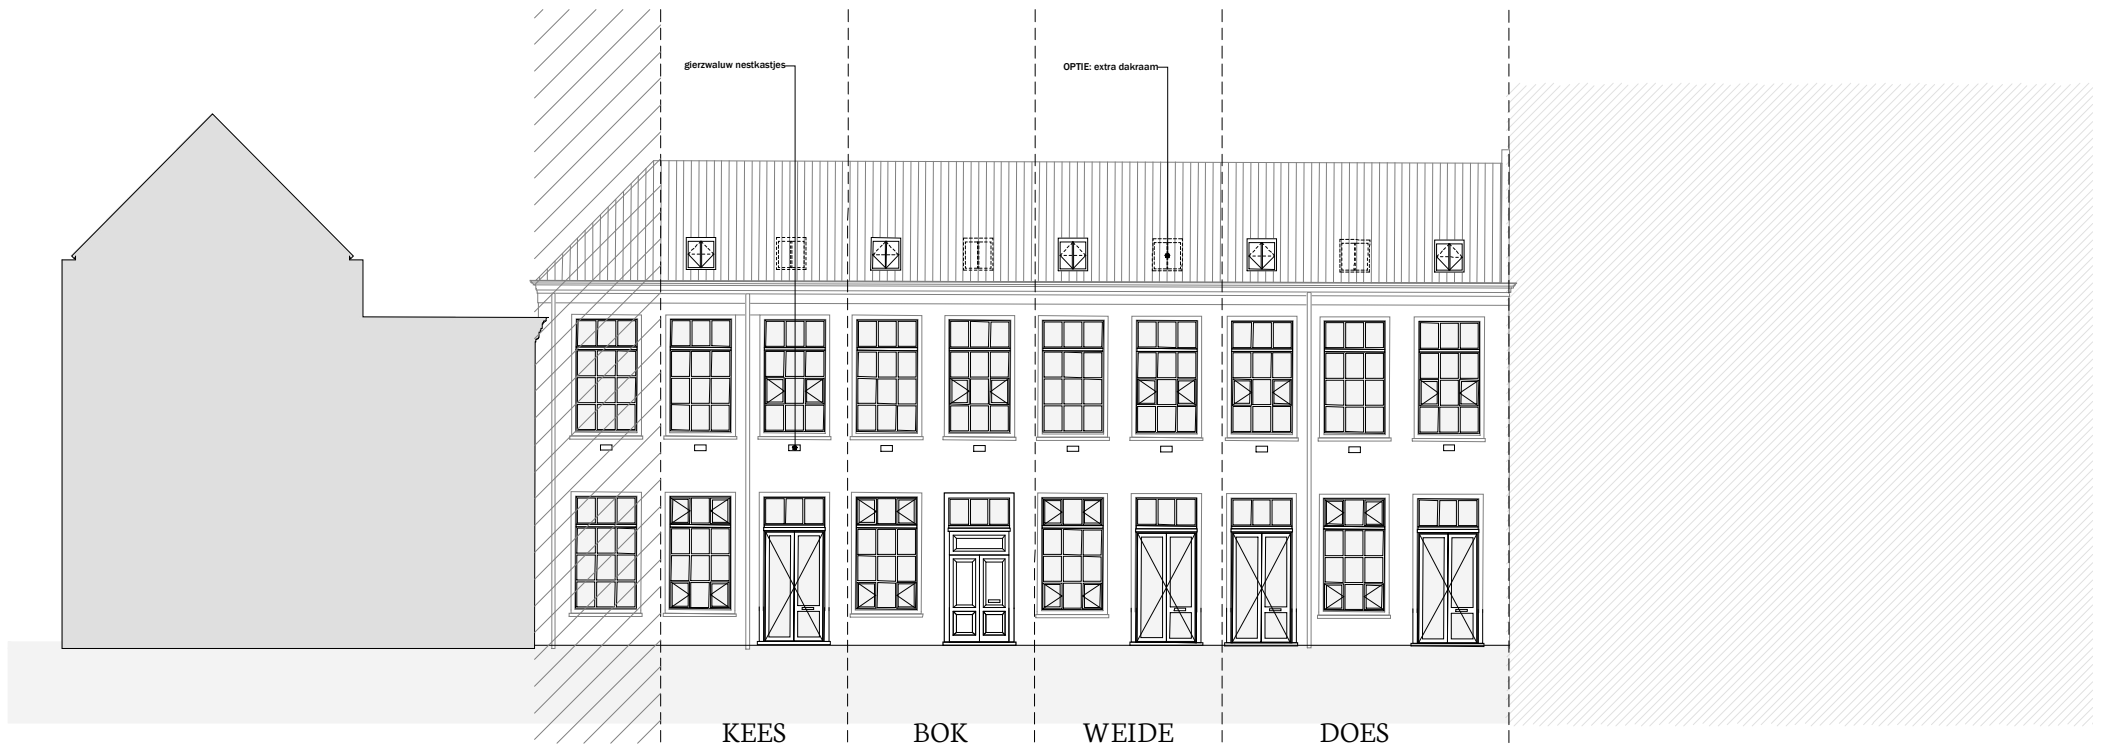 gierzwaluw nestkastjes
OPTIE: extra dakraam
KEES
BOK
WEIDE
DOES